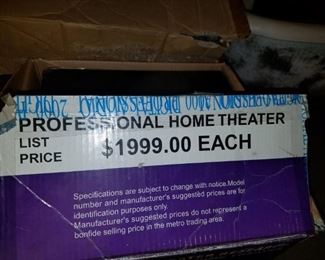 PROFESSIONAL HOME THEATER
LIST PRICE $1999.00 EACH
Specifications are subject to change with notice.Model
number and manufacturer's suggested prices are for
identification purposes only.
Manufacturer's suggested prices do not represent a
bonfide selling price in the metro trading area.